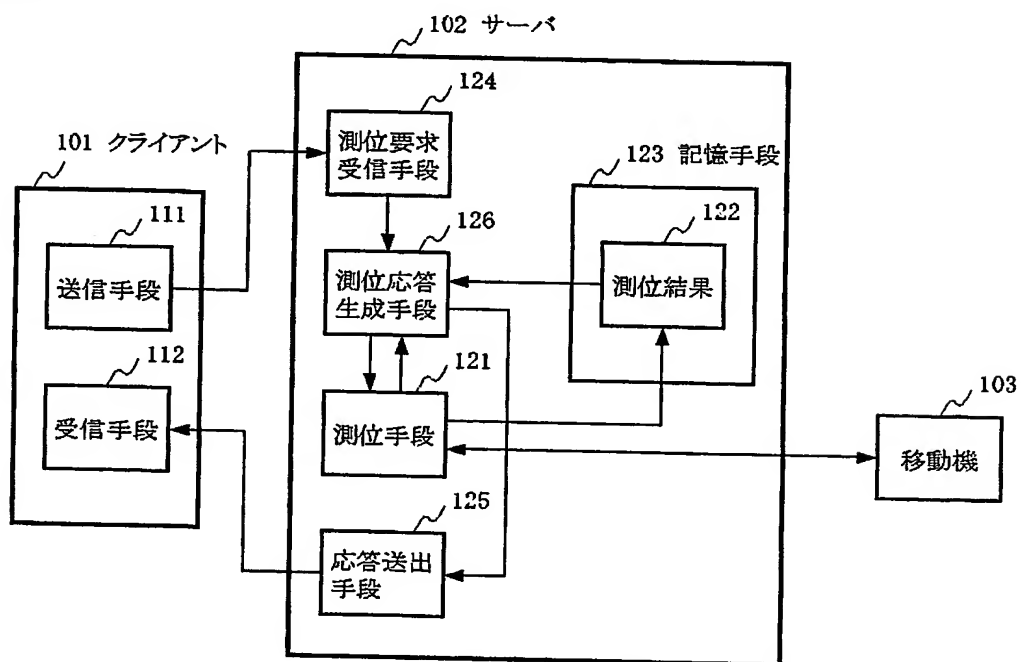 102 サーバ
124
測位要求
受信手段
101 クライアント
123 記憶手段
111
126
122
送信手段
測位応答
生成手段
測位結果
112
121
103
受信手段
測位手段
移動機
125
応答送出
手段